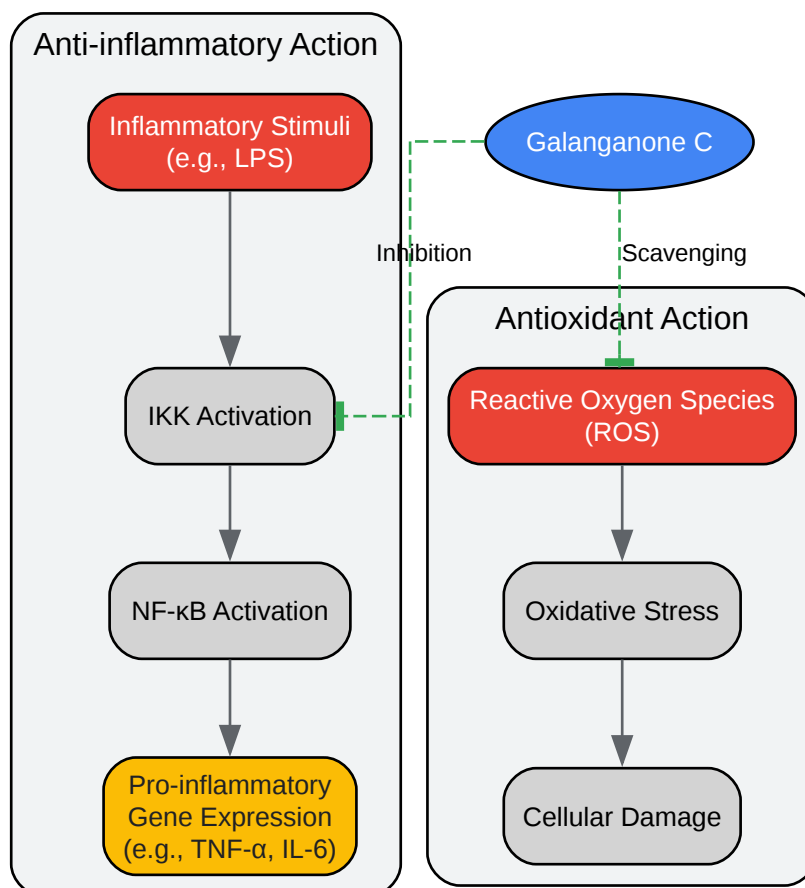 Anti-inflammatory Action
Inflammatory Stimuli
(e.g., LPS)
Galanganone C
Inhibition
Scavenging
Antioxidant Action
IKK Activation
Reactive Oxygen Species
(ROS)
NF-κB Activation
Oxidative Stress
Pro-inflammatory
Gene Expression
(e.g., TNF-α, IL-6)
Cellular Damage